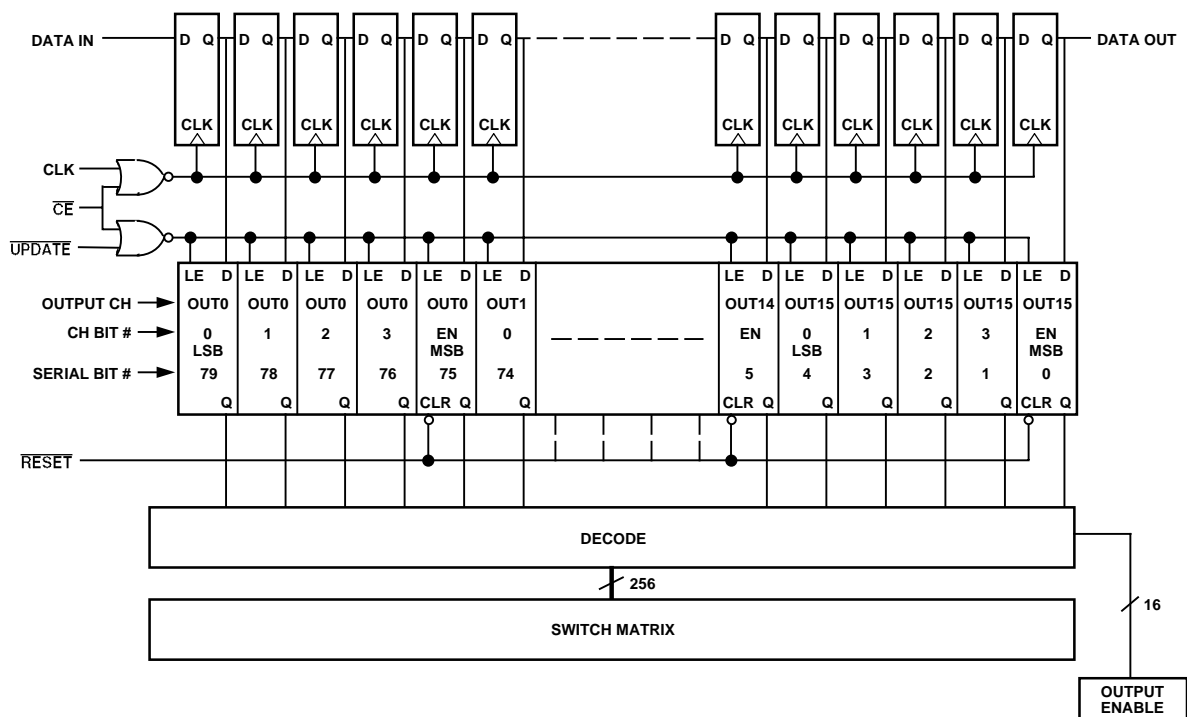 D Q D Q D Q D Q D Q D Q D Q D Q D Q D Q D Q D Q
DATA IN
DATA OUT
CLK CLK CLK CLK CLK CLK CLK CLK CLK CLK CLK CLK
CLK
CE
UPDATE
LE D LE D LE D LE D LE D LE D LE D LE D LE D LE D LE D LE D
OUTPUT CH OUT0 OUT0 OUT0 OUT0 OUT0 OUT1 OUT14 OUT15 OUT15 OUT15 OUT15 OUT15
CH BIT # 0 1 2 3 EN 0 EN 0 1 2 3 EN
LSB MSB LSB MSB
SERIAL BIT # 79 78 77 76 75 74 5 4 3 2 1 0
Q Q Q Q CLR Q Q CLR Q Q Q Q Q CLR Q
RESET
DECODE
256
16
SWITCH MATRIX
OUTPUT
ENABLE